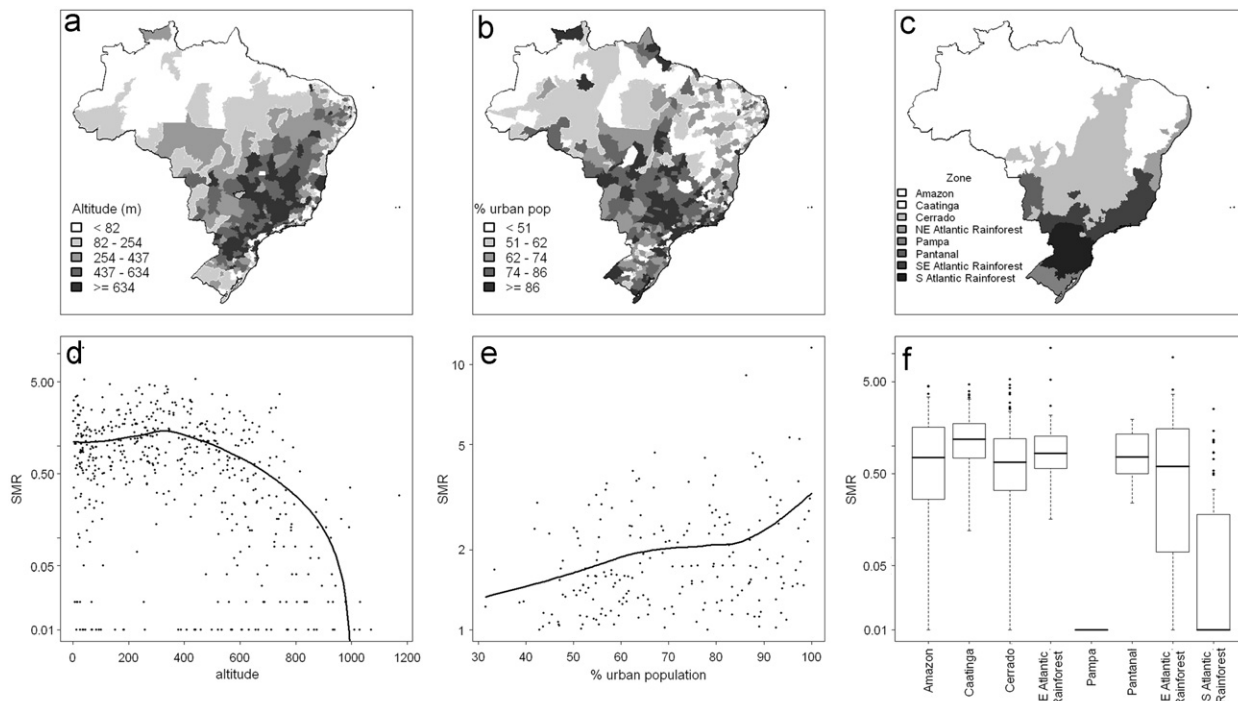 a
Altitude (m)
< 82
82 - 254
254 - 437
437 - 634
>= 634
b
% urban pop
< 51
51 - 62
62 - 74
74 - 86
>= 86
c
Zone
Amazon
Caatinga
Cerrado
NE Atlantic Rainforest
Pampa
Pantanal
SE Atlantic Rainforest
S Atlantic Rainforest
d
SMR
5.00
0.50
0.05
0.01
0 200 400 600 800 1000 1200
altitude
e
SMR
10
5
2
1
30 40 50 60 70 80 90 100
% urban population
f
SMR
5.00
0.50
0.05
0.01
Amazon
Caatinga
Cerrado
E Atlantic
Rainforest
Pampa
Pantanal
E Atlantic
Rainforest
S Atlantic
Rainforest